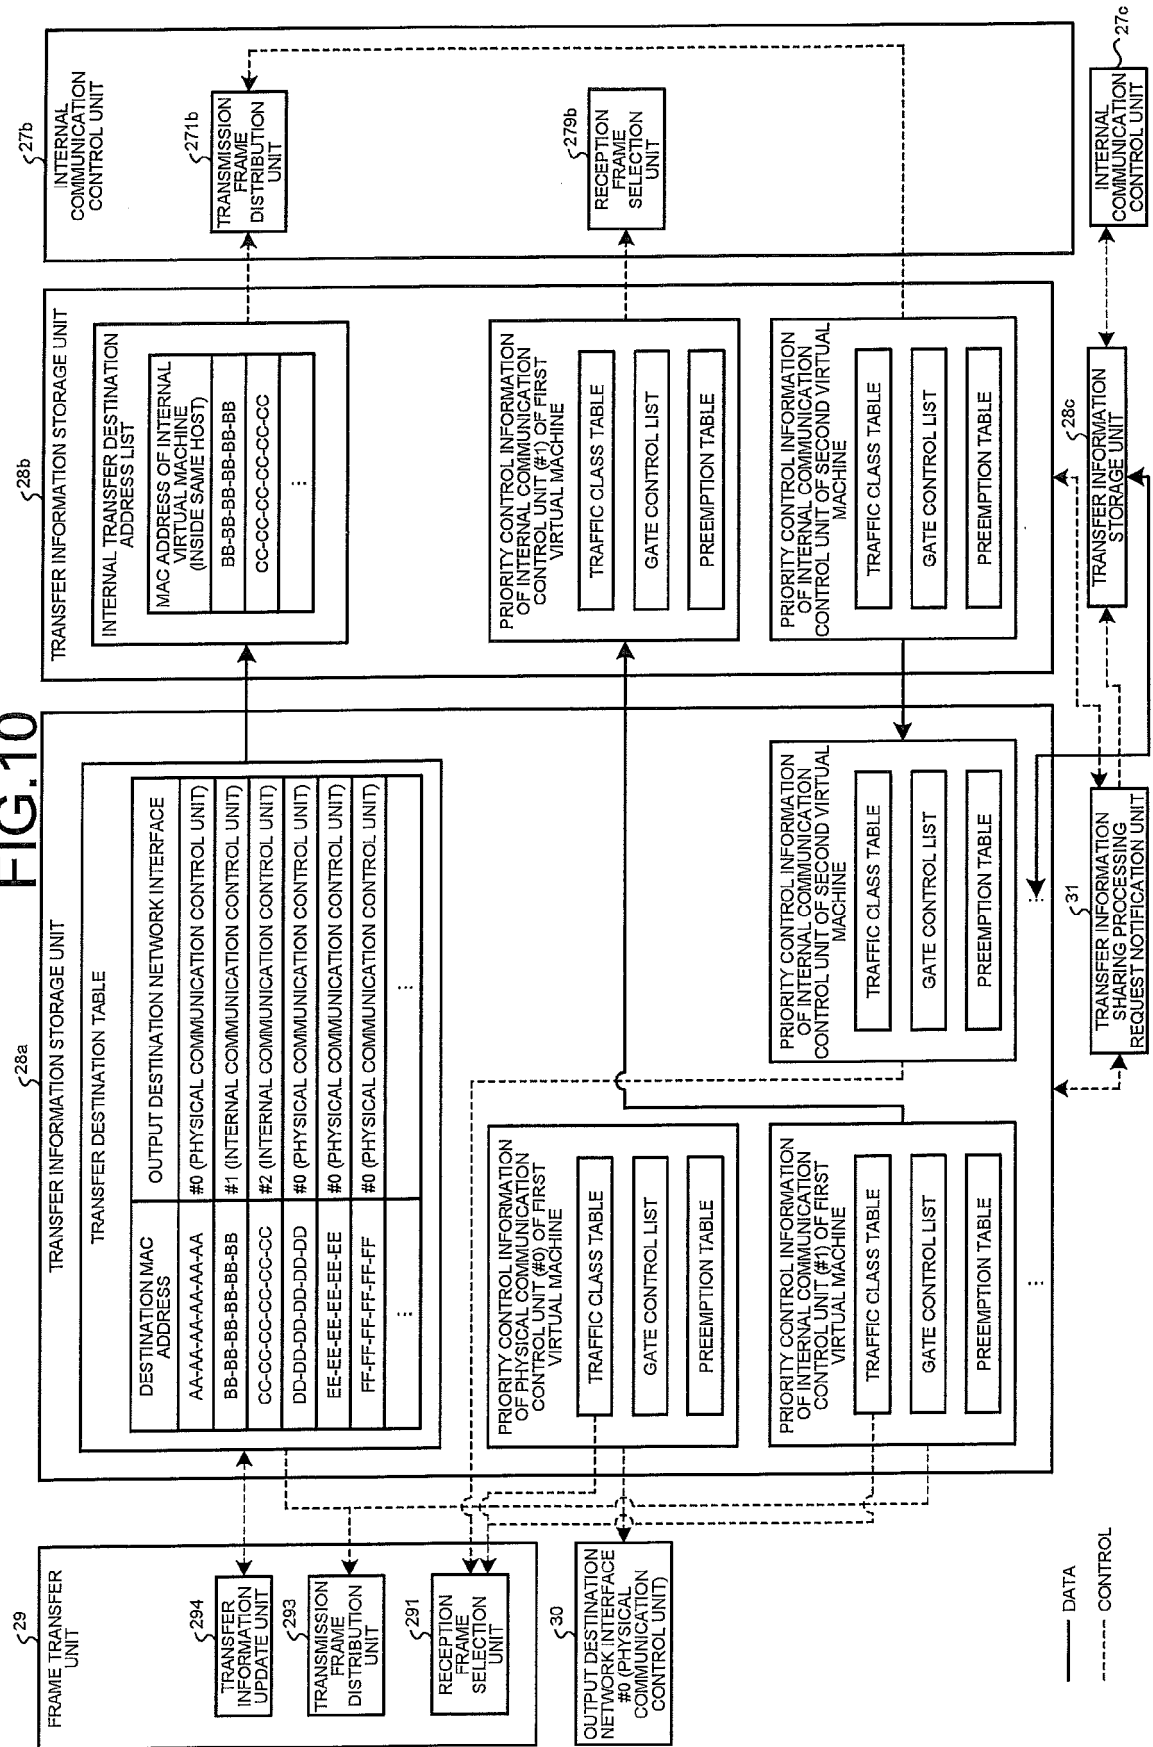 FIG.10
29
FRAME TRANSFER
UNIT
294
TRANSFER
INFORMATION
UPDATE UNIT
293
TRANSMISSION
FRAME
DISTRIBUTION
UNIT
291
RECEPTION
FRAME
SELECTION
UNIT
30
OUTPUT DESTINATION
NETWORK INTERFACE
#0 (PHYSICAL
COMMUNICATION
CONTROL UNIT)
DATA
CONTROL
28a
TRANSFER INFORMATION STORAGE UNIT
TRANSFER DESTINATION TABLE
DESTINATION MAC
ADDRESS
OUTPUT DESTINATION NETWORK INTERFACE
AA-AA-AA-AA-AA-AA
#0 (PHYSICAL COMMUNICATION CONTROL UNIT)
BB-BB-BB-BB-BB-BB
#1 (INTERNAL COMMUNICATION CONTROL UNIT)
CC-CC-CC-CC-CC-CC
#2 (INTERNAL COMMUNICATION CONTROL UNIT)
DD-DD-DD-DD-DD-DD
#0 (PHYSICAL COMMUNICATION CONTROL UNIT)
EE-EE-EE-EE-EE-EE
#0 (PHYSICAL COMMUNICATION CONTROL UNIT)
FF-FF-FF-FF-FF-FF
#0 (PHYSICAL COMMUNICATION CONTROL UNIT)
...
...
PRIORITY CONTROL INFORMATION
OF PHYSICAL COMMUNICATION
CONTROL UNIT (#0) OF FIRST
VIRTUAL MACHINE
TRAFFIC CLASS TABLE
GATE CONTROL LIST
PREEMPTION TABLE
PRIORITY CONTROL INFORMATION
OF INTERNAL COMMUNICATION
CONTROL UNIT (#1) OF FIRST
VIRTUAL MACHINE
TRAFFIC CLASS TABLE
GATE CONTROL LIST
PREEMPTION TABLE
...
PRIORITY CONTROL INFORMATION
OF INTERNAL COMMUNICATION
CONTROL UNIT OF SECOND VIRTUAL
MACHINE
TRAFFIC CLASS TABLE
GATE CONTROL LIST
PREEMPTION TABLE
...
31
TRANSFER INFORMATION
SHARING PROCESSING
REQUEST NOTIFICATION UNIT
28b
TRANSFER INFORMATION STORAGE UNIT
INTERNAL TRANSFER DESTINATION
ADDRESS LIST
MAC ADDRESS OF INTERNAL
VIRTUAL MACHINE
(INSIDE SAME HOST)
BB-BB-BB-BB-BB-BB
CC-CC-CC-CC-CC-CC
...
PRIORITY CONTROL INFORMATION
OF INTERNAL COMMUNICATION
CONTROL UNIT (#1) OF FIRST
VIRTUAL MACHINE
TRAFFIC CLASS TABLE
GATE CONTROL LIST
PREEMPTION TABLE
PRIORITY CONTROL INFORMATION
OF INTERNAL COMMUNICATION
CONTROL UNIT OF SECOND VIRTUAL
MACHINE
TRAFFIC CLASS TABLE
GATE CONTROL LIST
PREEMPTION TABLE
28c
TRANSFER INFORMATION
STORAGE UNIT
27b
INTERNAL
COMMUNICATION
CONTROL UNIT
271b
TRANSMISSION
FRAME
DISTRIBUTION
UNIT
279b
RECEPTION
FRAME
SELECTION
UNIT
27c
INTERNAL
COMMUNICATION
CONTROL UNIT